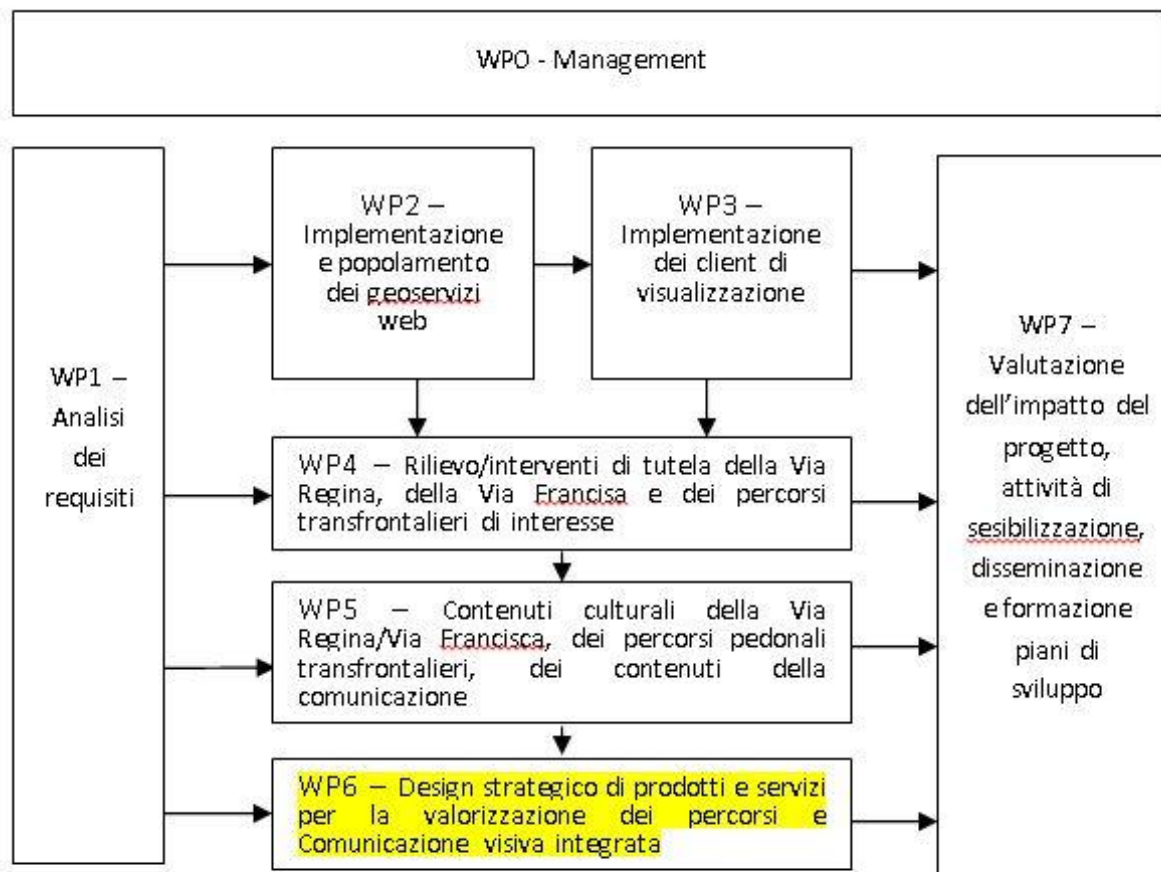 WP0 - Management
WP1 –
Analisi
dei
requisiti
WP2 –
Implementazione
e popolamento
dei geoservizi
web
WP3 –
Implementazione
dei client di
visualizzazione
WP4 – Rilievo/interventi di tutela della Via
Regina, della Via Francisa e dei percorsi
transfrontalieri di interesse
WP5 – Contenuti culturali della Via
Regina/Via Francisca, dei percorsi pedonali
transfrontalieri, dei contenuti della
comunicazione
WP6 – Design strategico di prodotti e servizi
per la valorizzazione dei percorsi e
Comunicazione visiva integrata
WP7 –
Valutazione
dell'impatto del
progetto,
attività di
sesibilizzazione,
disseminazione
e formazione
piani di
sviluppo